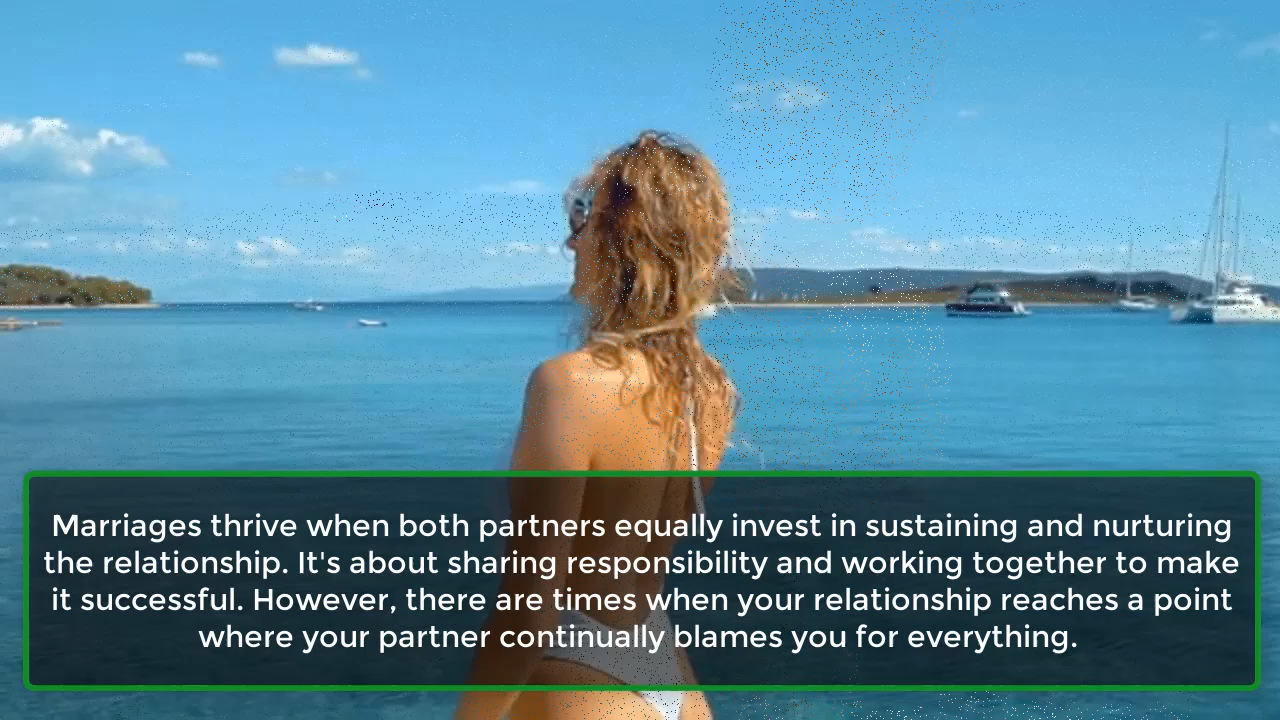 Marriages thrive when both partners equally invest in sustaining and nurturing
the relationship. It's about sharing responsibility and working together to make
it successful. However, there are times when your relationship reaches a point
where your partner continually blames you for everything.